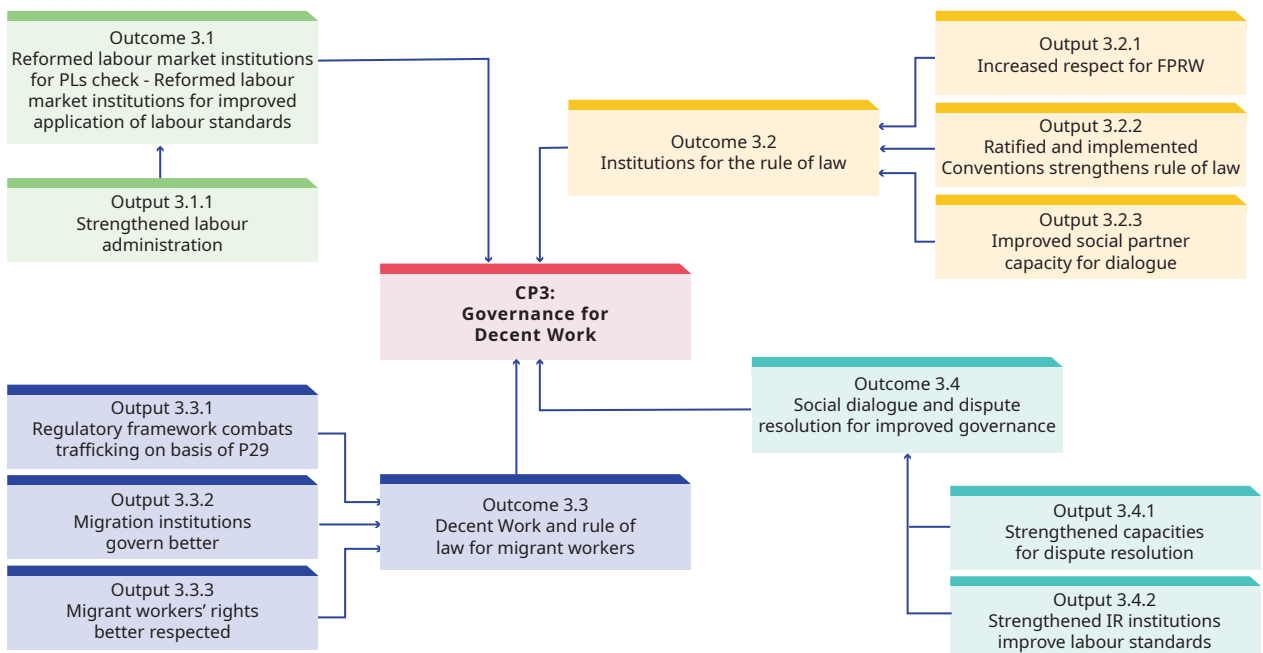 Outcome 3.1
Reformed labour market institutions
for PLs check - Reformed labour
market institutions for improved
application of labour standards
Output 3.1.1
Strengthened labour
administration
Output 3.2.1
Increased respect for FPRW
Outcome 3.2
Institutions for the rule of law
Output 3.2.2
Ratified and implemented
Conventions strengthens rule of law
Output 3.2.3
Improved social partner
capacity for dialogue
CP3:
Governance for
Decent Work
Output 3.3.1
Regulatory framework combats
trafficking on basis of P29
Output 3.3.2
Migration institutions
govern better
Output 3.3.3
Migrant workers’ rights
better respected
Outcome 3.3
Decent Work and rule of
law for migrant workers
Outcome 3.4
Social dialogue and dispute
resolution for improved governance
Output 3.4.1
Strengthened capacities
for dispute resolution
Output 3.4.2
Strengthened IR institutions
improve labour standards